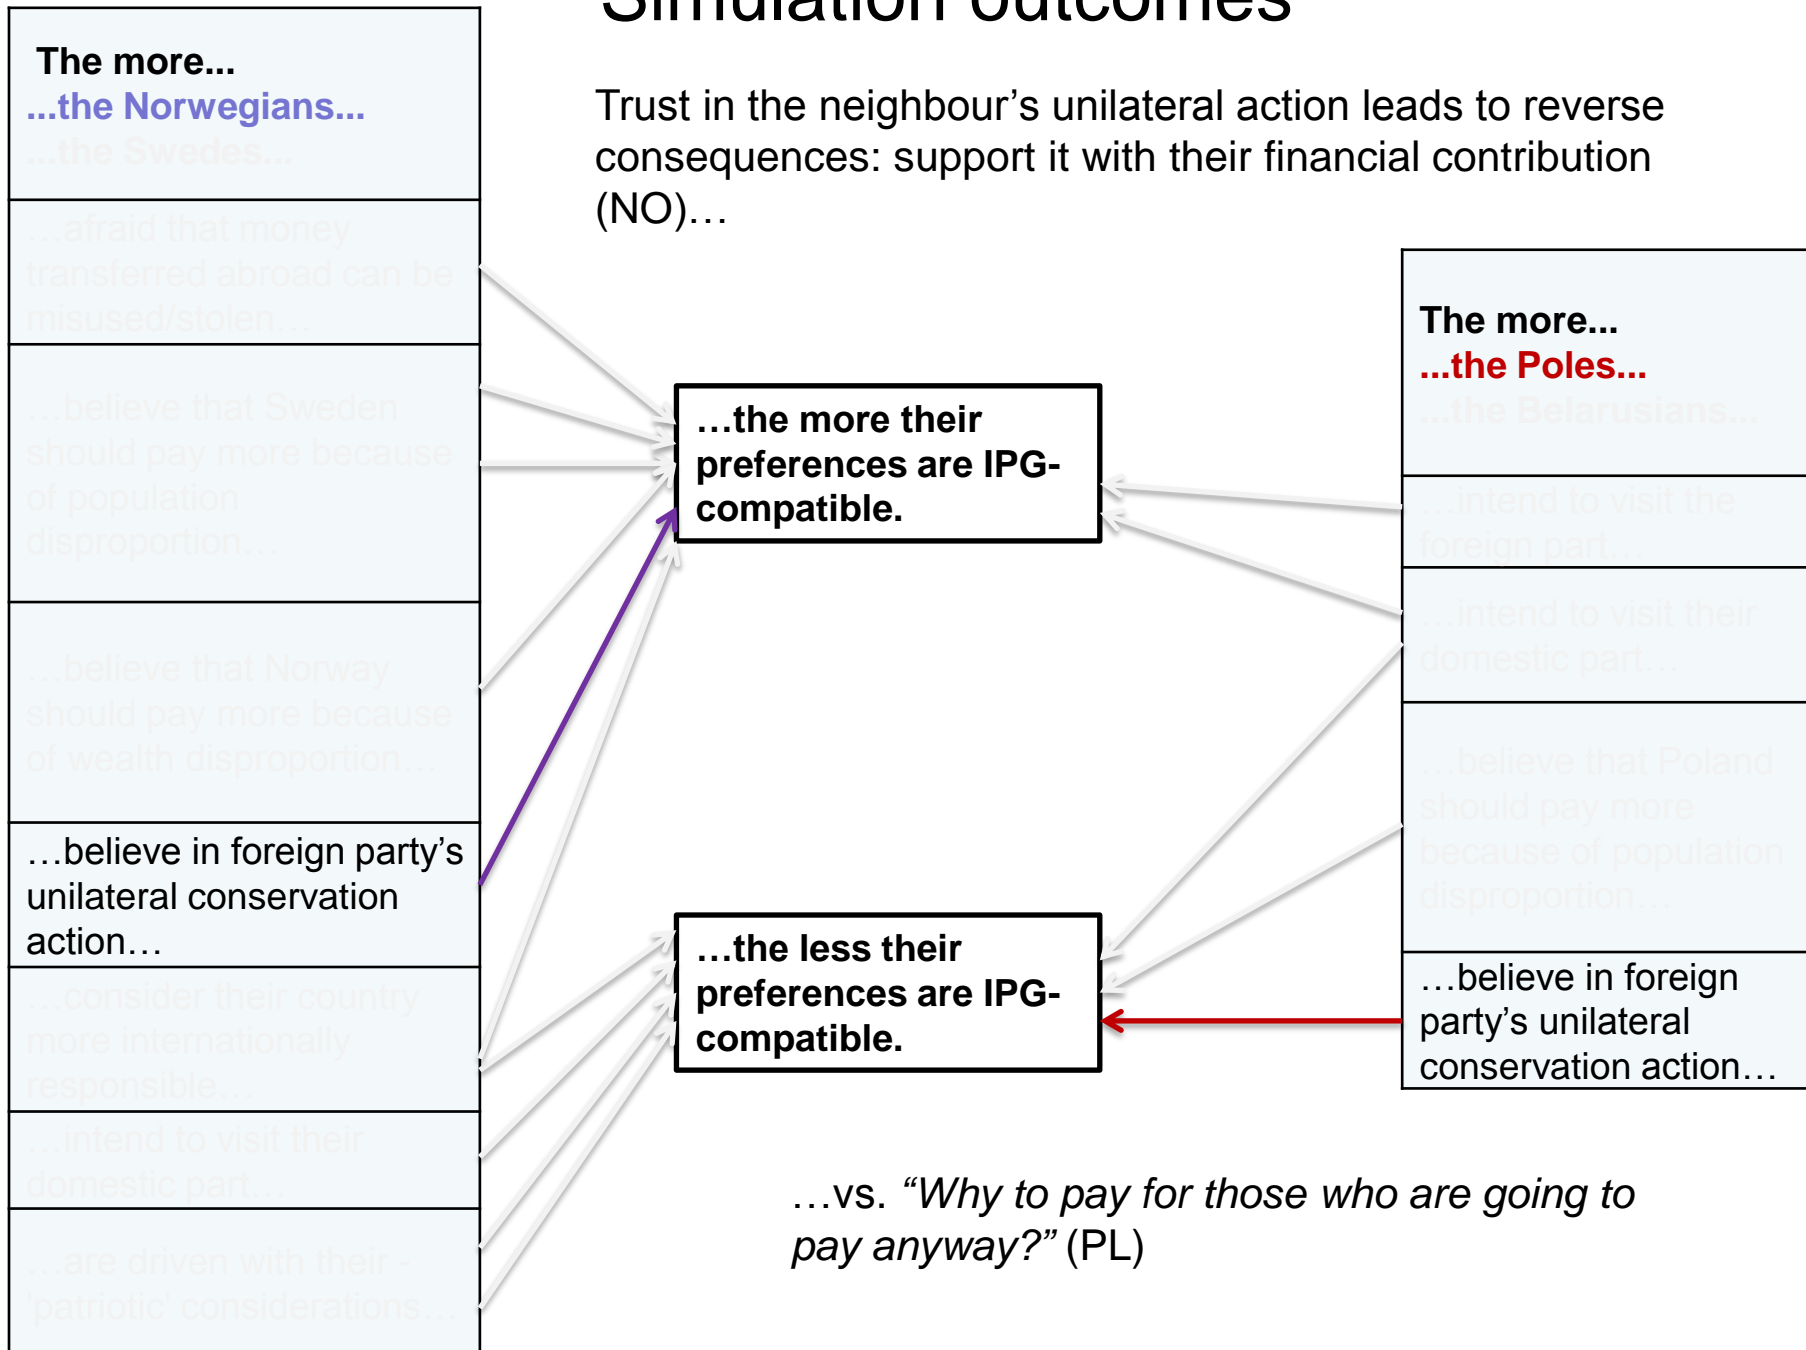 Simulation outcomes
The more...
...the Norwegians...
...the Swedes...
…afraid that money
transferred abroad can be
misused/stolen…
…believe that Sweden
should pay more because
of population
disproportion…
…believe that Norway
should pay more because
of wealth disproportion…
…believe in foreign party’s
unilateral conservation
action…
…consider their country
more internationally
responsible…
…intend to visit their
domestic part…
…are driven with their -
'patriotic' considerations…
Trust in the neighbour’s unilateral action leads to reverse
consequences: support it with their financial contribution
(NO)…
…the more their
preferences are IPG-
compatible.
…the less their
preferences are IPG-
compatible.
The more...
...the Poles...
...the Belarusians...
…intend to visit the
foreign part…
…intend to visit their
domestic part…
…believe that Poland
should pay more
because of population
disproportion…
…believe in foreign
party’s unilateral
conservation action…
…vs. “Why to pay for those who are going to
pay anyway?” (PL)